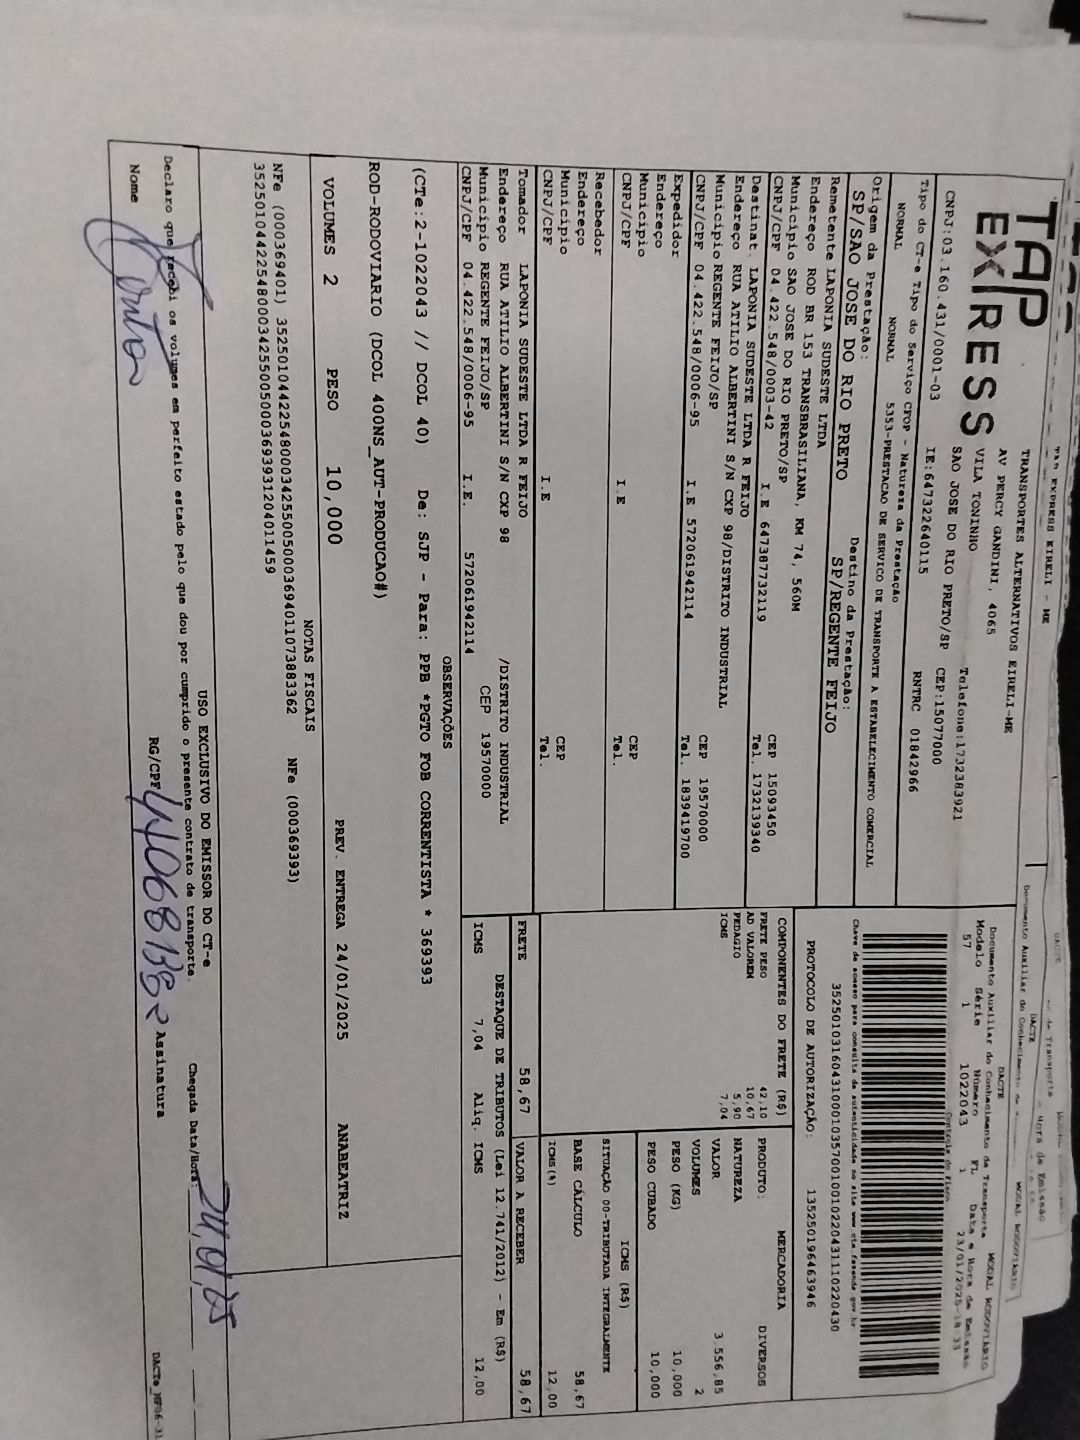 TAP EXPRESS EIRELI - ME
TAP
EXPRESS
TRANSPORTES ALTERNATIVOS EIRELI-ME
AV PERCY GANDINI, 4065
VILA TONINHO
SAO JOSE DO RIO PRETO/SP CEP:15077000
Telefone:1732383921
CNPJ:03.160.431/0001-03 IE:647322640115 RNTRC 01842966
Tipo do CT-e Tipo do Serviço CFOP - Natureza da Prestação
NORMAL NORMAL 5353-PRESTACAO DE SERVICO DE TRANSPORTE A ESTABELECIMENTO COMERCIAL
Origem da Prestação: Destino da Prestação:
SP/SAO JOSE DO RIO PRETO SP/REGENTE FEIJO
Remetente LAPONIA SUDESTE LTDA
Endereço ROD BR 153 TRANSBRASILIANA, KM 74, 560M
Município SAO JOSE DO RIO PRETO/SP CEP 15093450
CNPJ/CPF 04.422.548/0003-42 I.E 647387732119 Tel. 1732139340
Destinat. LAPONIA SUDESTE LTDA R FEIJO
Endereço RUA ATILIO ALBERTINI S/N CXP 98/DISTRITO INDUSTRIAL
Município REGENTE FEIJO/SP CEP 19570000
CNPJ/CPF 04.422.548/0006-95 I.E 572061942114 Tel. 1839419700
Expedidor
Endereço
Município CEP
CNPJ/CPF I.E Tel.
Recebedor
Endereço
Município CEP
CNPJ/CPF I.E Tel.
Tomador LAPONIA SUDESTE LTDA R FEIJO
Endereço RUA ATILIO ALBERTINI S/N CXP 98 /DISTRITO INDUSTRIAL
Município REGENTE FEIJO/SP CEP 19570000
CNPJ/CPF 04.422.548/0006-95 I.E. 572061942114
DACTE
Documento Auxiliar do Conhecimento de Transporte MODAL RODOVIÁRIO
Modelo Série Número FL Data e Hora de Emissão
57 1 1022043 1 23/01/2025-18:33
Controle do Fisco
Chave de acesso para consulta de autenticidade no site www.cte.fazenda.gov.br
35250103160431000103570010010220431110220430
PROTOCOLO DE AUTORIZAÇÃO: 135250196463946
COMPONENTES DO FRETE (R$)
FRETE PESO 42,10
AD VALOREM 10,67
PEDAGIO 5,90
ICMS 7,04
MERCADORIA
PRODUTO: DIVERSOS
NATUREZA
VALOR 3.556,85
VOLUMES 2
PESO (KG) 10,000
PESO CUBADO 10,000
ICMS (R$)
SITUAÇÃO 00-TRIBUTADA INTEGRALMENTE
BASE CÁLCULO 58,67
ICMS(%) 12,00
FRETE 58,67 VALOR A RECEBER 58,67
DESTAQUE DE TRIBUTOS (Lei 12.741/2012) - Em (R$)
ICMS 7,04 Aliq. ICMS 12,00
OBSERVAÇÕES
(CTe:2-1022043 // DCOL 40) De: SJP - Para: PPB *PGTO FOB CORRENTISTA * 369393
ROD-RODOVIARIO (DCOL 400NS_AUT-PRODUCAO#)
VOLUMES 2 PESO 10,000 PREV. ENTREGA 24/01/2025 ANABEATRIZ
NOTAS FISCAIS
NFe (000369401) 35250104422548000342550050003694011073883362 NFe (000369393)
35250104422548000342550050003693931204011459
USO EXCLUSIVO DO EMISSOR DO CT-e
Declaro que recebi os volumes em perfeito estado pelo que dou por cumprido o presente contrato de transporte.
Chegada Data/Hora: 24/01/25
Nome RG/CPF Assinatura
DACTe_NF06-31